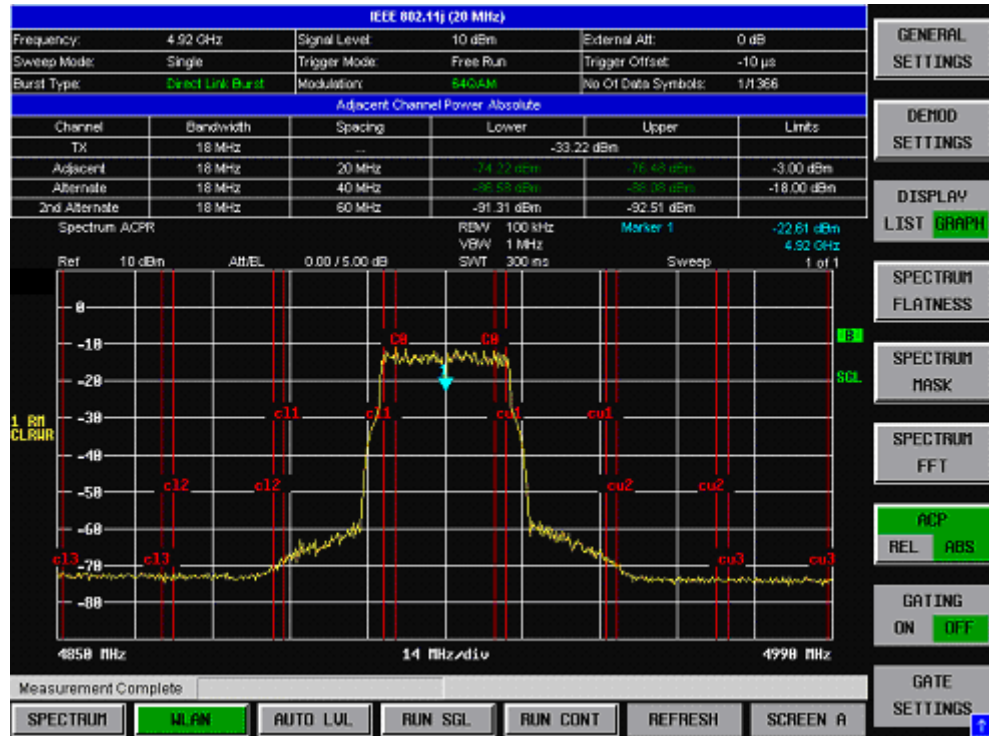 IEEE 802.11j (20 MHz)
Frequency: 4.92 GHz Signal Level: 10 dBm External Att: 0 dB
Sweep Mode: Single Trigger Mode: Free Run Trigger Offset: -10 µs
Burst Type: Direct Link Burst Modulation: 64QAM No Of Data Symbols: 1/1366
Adjacent Channel Power Absolute
Channel Bandwidth Spacing Lower Upper Limits
TX 18 MHz -- -33.22 dBm
Adjacent 18 MHz 20 MHz -74.22 dBm -76.48 dBm -3.00 dBm
Alternate 18 MHz 40 MHz -86.58 dBm -88.08 dBm -18.00 dBm
2nd Alternate 18 MHz 60 MHz -91.31 dBm -92.51 dBm
Spectrum ACPR RBW 100 kHz Marker 1 -22.61 dBm
VBW 1 MHz 4.92 GHz
Ref 10 dBm Att/EL 0.00 / 5.00 dB SWT 300 ms Sweep 1 of 1
0
-10
C0 C0
B
-20
SGL
1 RM
CLRWR
-30
cl1 cl1 cu1 cu1
-40
-50
cl2 cl2 cu2 cu2
-60
-70
cl3 cl3 cu3 cu3
-80
4850 MHz 14 MHz/div 4990 MHz
Measurement Complete
SPECTRUM WLAN AUTO LVL RUN SGL RUN CONT REFRESH SCREEN A
GENERAL
SETTINGS
DEMOD
SETTINGS
DISPLAY
LIST GRAPH
SPECTRUM
FLATNESS
SPECTRUM
MASK
SPECTRUM
FFT
ACP
REL ABS
GATING
ON OFF
GATE
SETTINGS